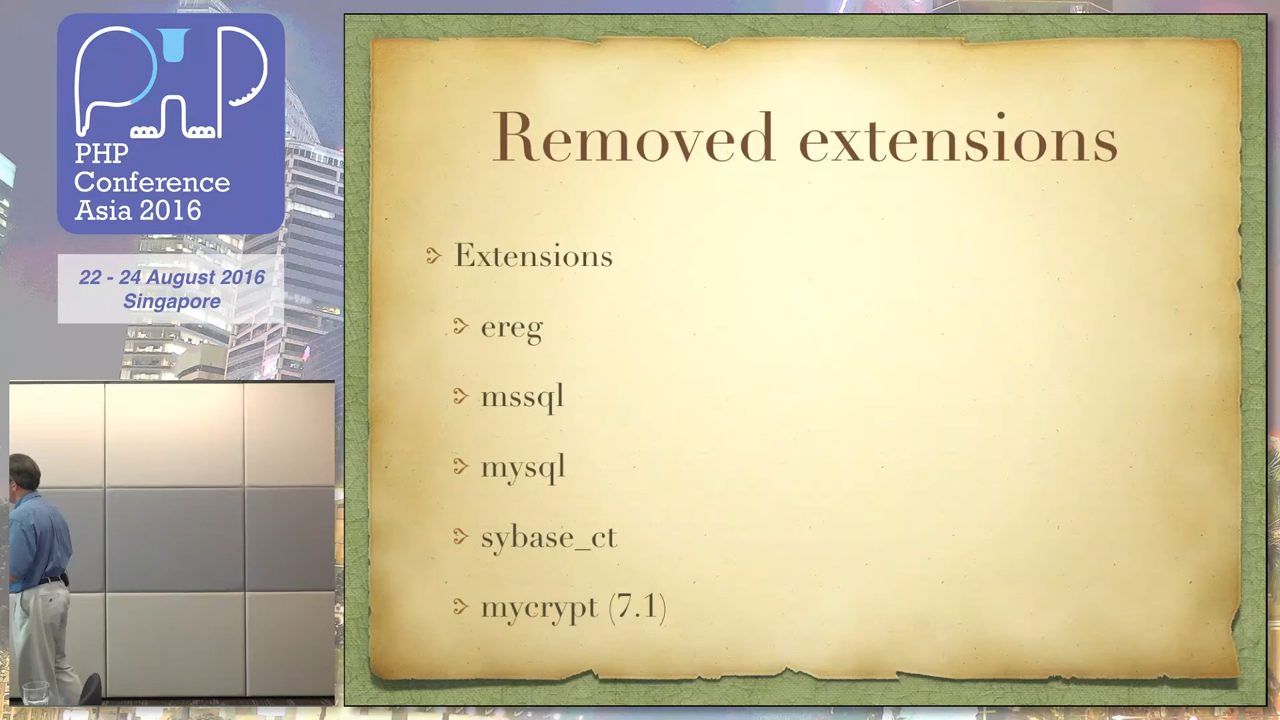 PHP
Conference
Asia 2016
22 - 24 August 2016
Singapore
Removed extensions
Extensions
ereg
mssql
mysql
sybase_ct
mycrypt (7.1)